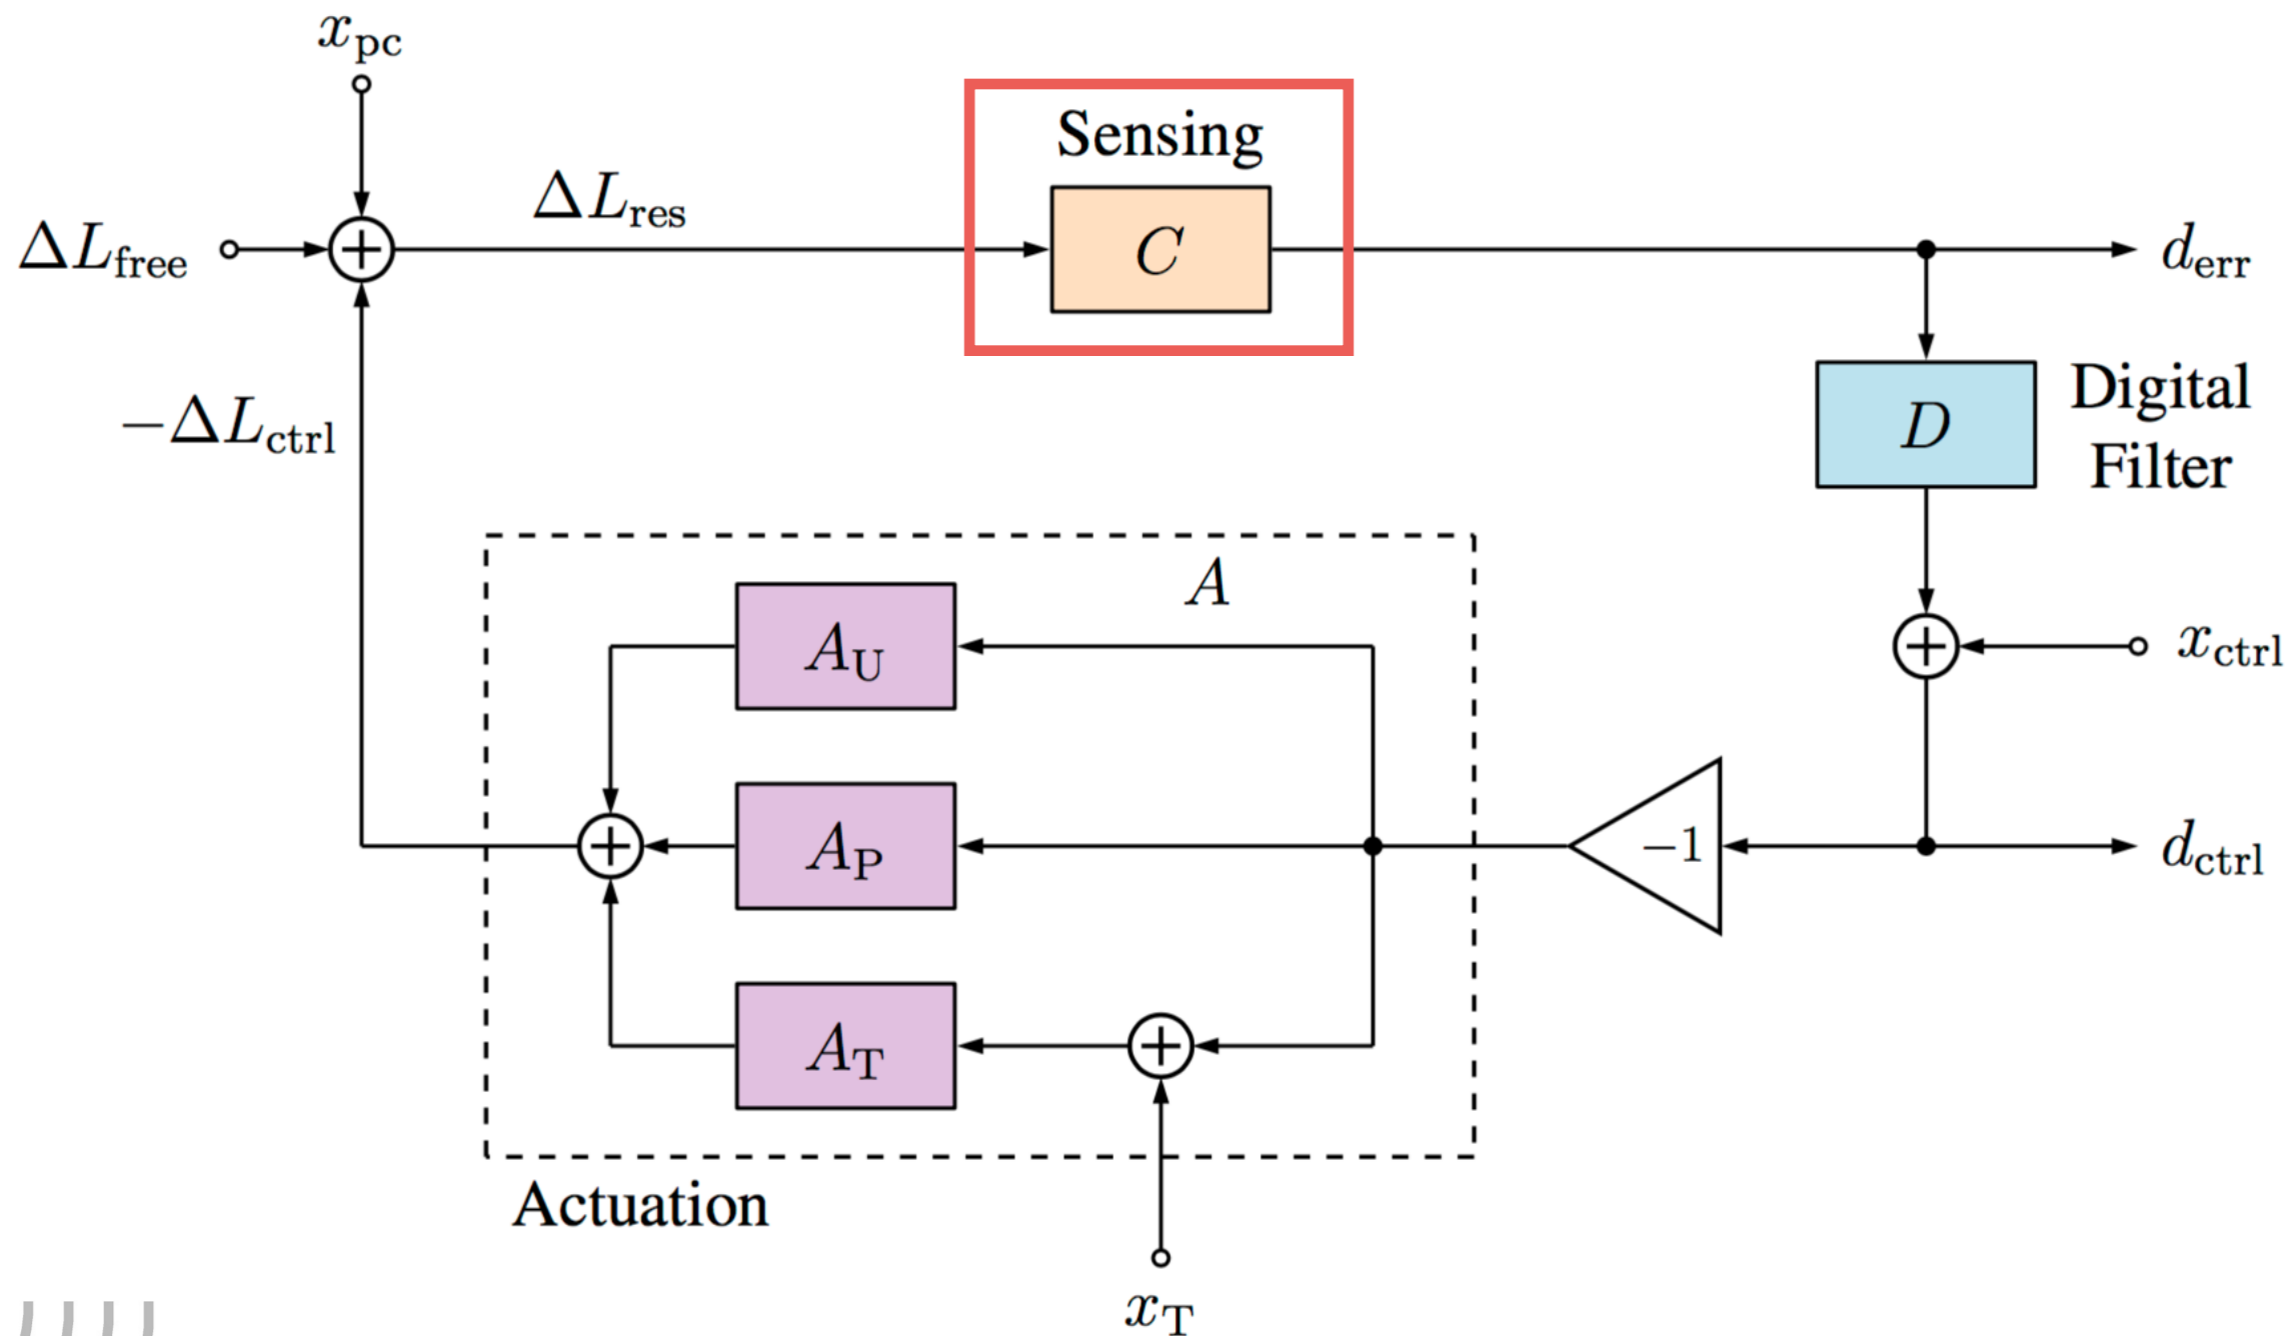 x_pc
Sensing
ΔL_res
ΔL_free
C
d_err
−ΔL_ctrl
D
Digital
Filter
A
A_U
x_ctrl
A_P
−1
d_ctrl
A_T
Actuation
x_T